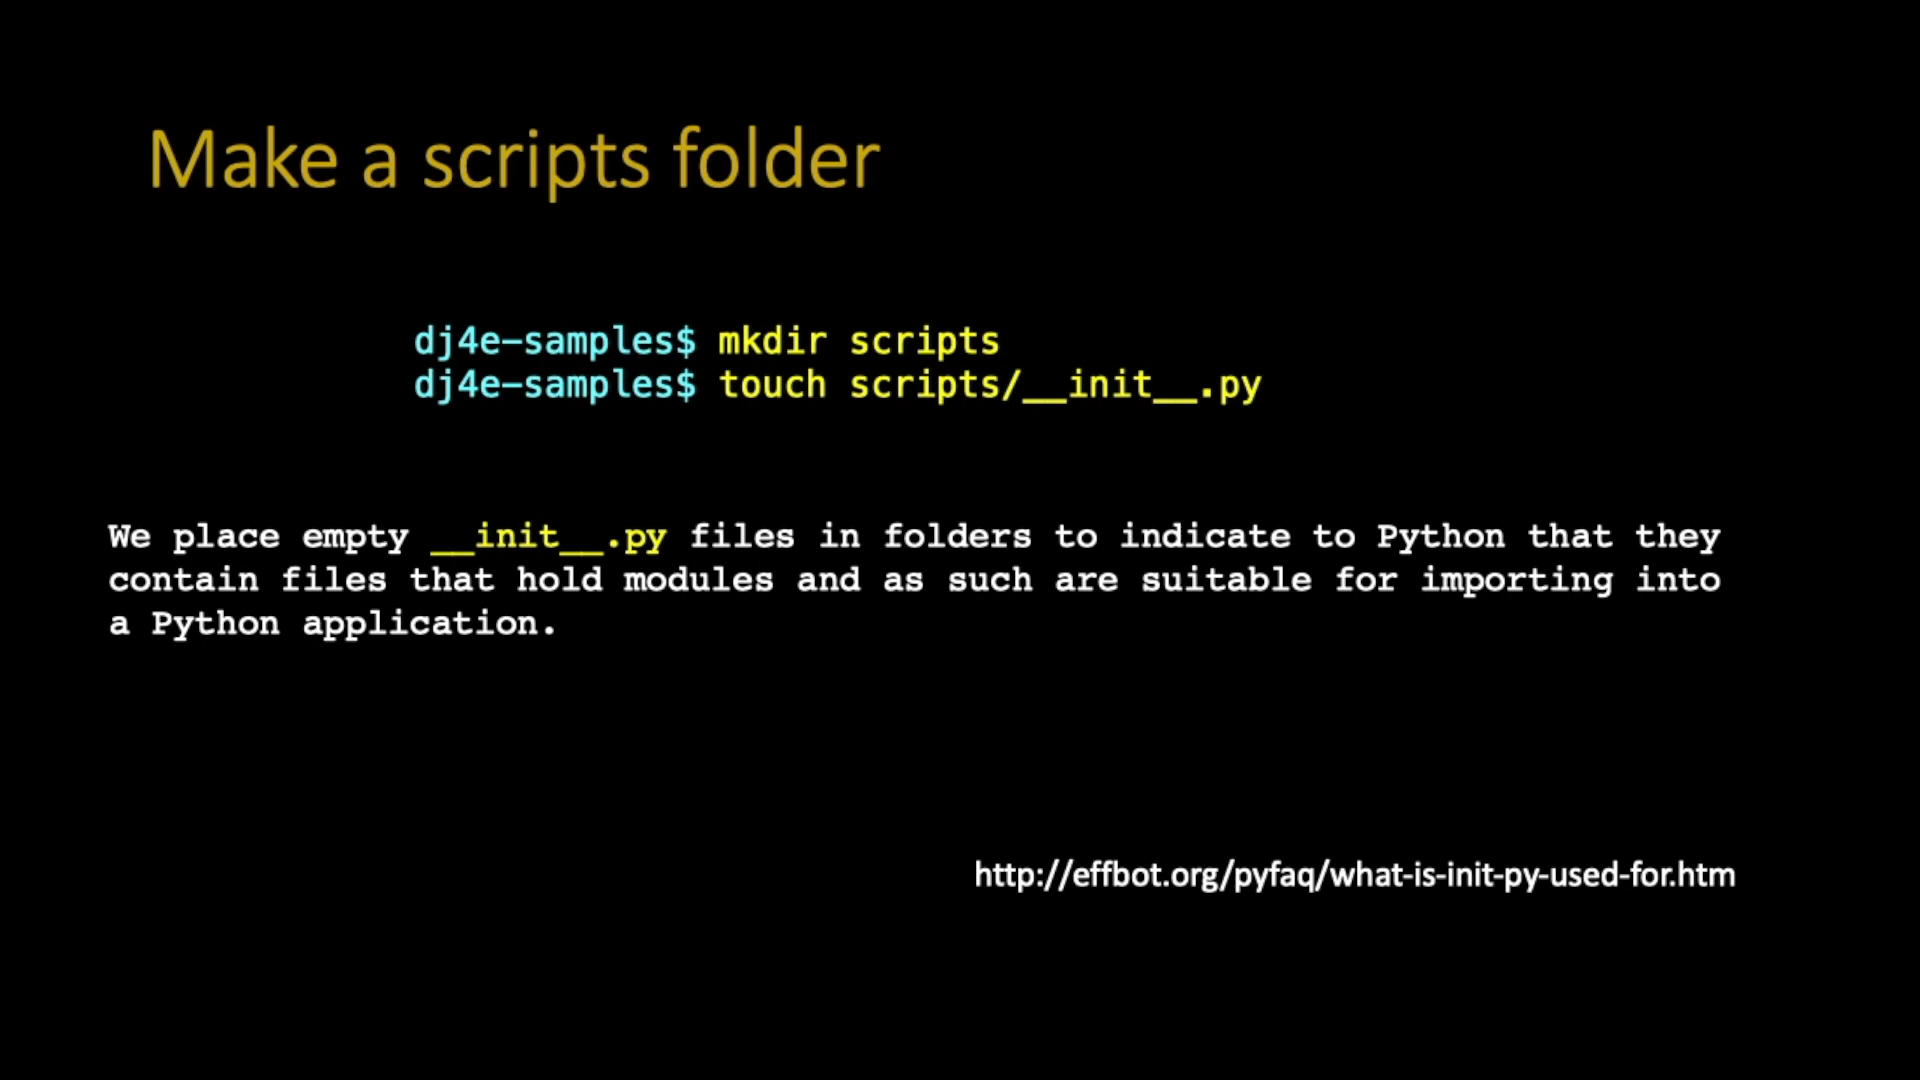 Make a scripts folder
dj4e-samples$ mkdir scripts
dj4e-samples$ touch scripts/__init__.py
We place empty __init__.py files in folders to indicate to Python that they
contain files that hold modules and as such are suitable for importing into
a Python application.
http://effbot.org/pyfaq/what-is-init-py-used-for.htm